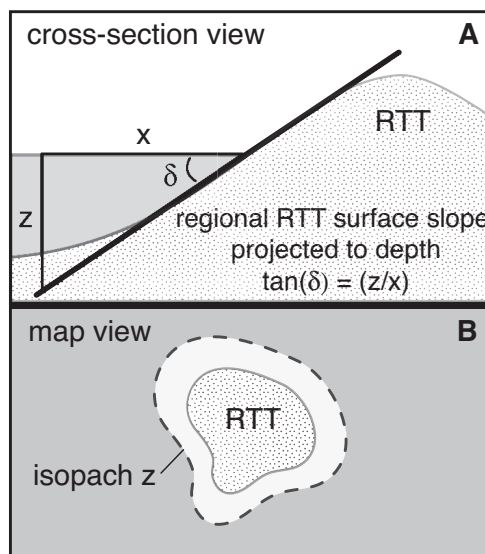 cross-section view
A
RTT
x
δ
z
regional RTT surface slope
projected to depth
tan(δ) = (z/x)
map view
B
RTT
isopach z